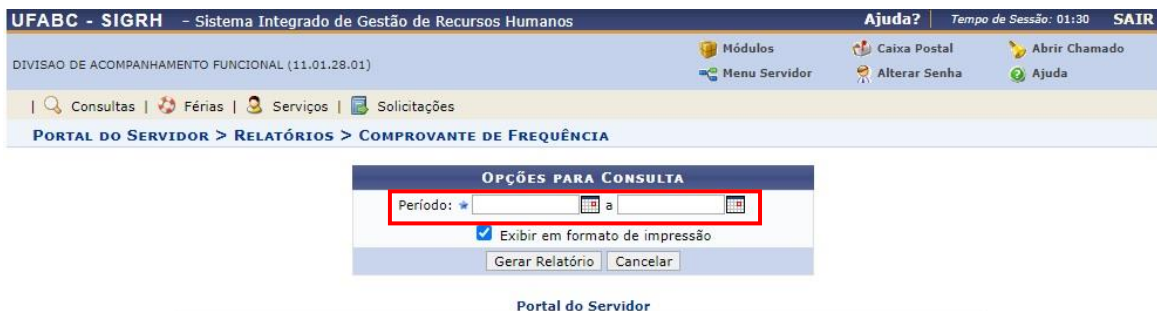 UFABC - SIGRH - Sistema Integrado de Gestão de Recursos Humanos Ajuda? Tempo de Sessão: 01:30 SAIR
Módulos Caixa Postal Abrir Chamado
DIVISAO DE ACOMPANHAMENTO FUNCIONAL (11.01.28.01)
Menu Servidor Alterar Senha Ajuda
| Consultas | Férias | Serviços | Solicitações
PORTAL DO SERVIDOR > RELATÓRIOS > COMPROVANTE DE FREQUÊNCIA
OPÇÕES PARA CONSULTA
Período: a
Exibir em formato de impressão
Gerar Relatório Cancelar
Portal do Servidor